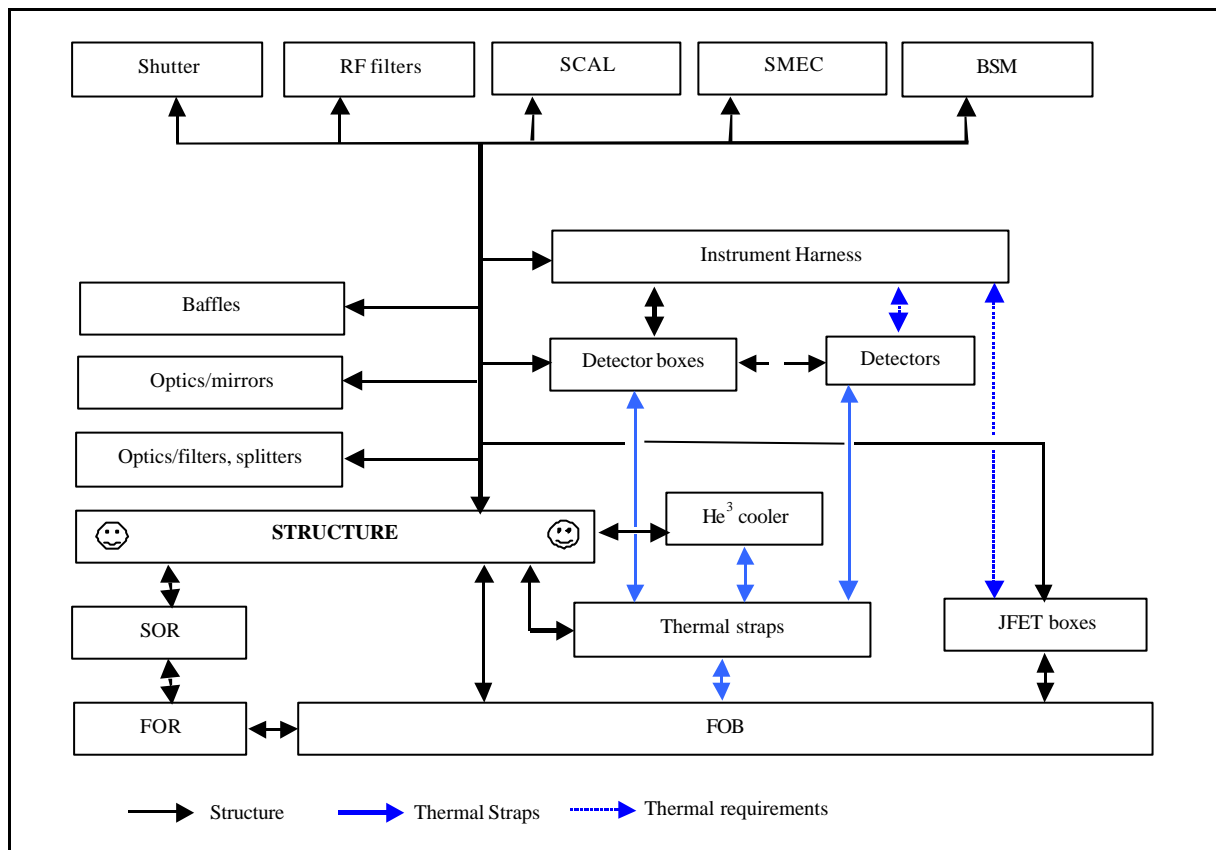 Shutter
RF filters
SCAL
SMEC
BSM
Instrument Harness
Baffles
Detector boxes
Detectors
Optics/mirrors
Optics/filters, splitters
He³ cooler
STRUCTURE
SOR
Thermal straps
JFET boxes
FOR
FOB
Structure
Thermal Straps
Thermal requirements